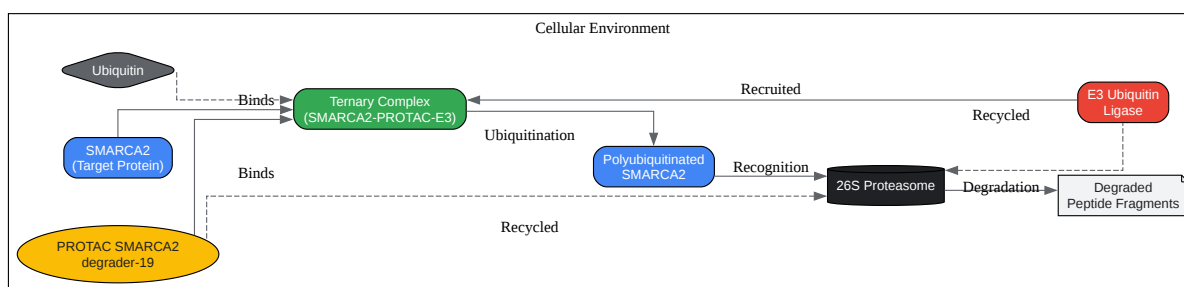 Cellular Environment
Ubiquitin
Binds
Ternary Complex
(SMARCA2-PROTAC-E3)
Recruited
E3 Ubiquitin
Ligase
Recycled
SMARCA2
(Target Protein)
Ubiquitination
Polyubiquitinated
SMARCA2
Recognition
26S Proteasome
Degradation
Degraded
Peptide Fragments
Binds
Recycled
PROTAC SMARCA2
degrader-19